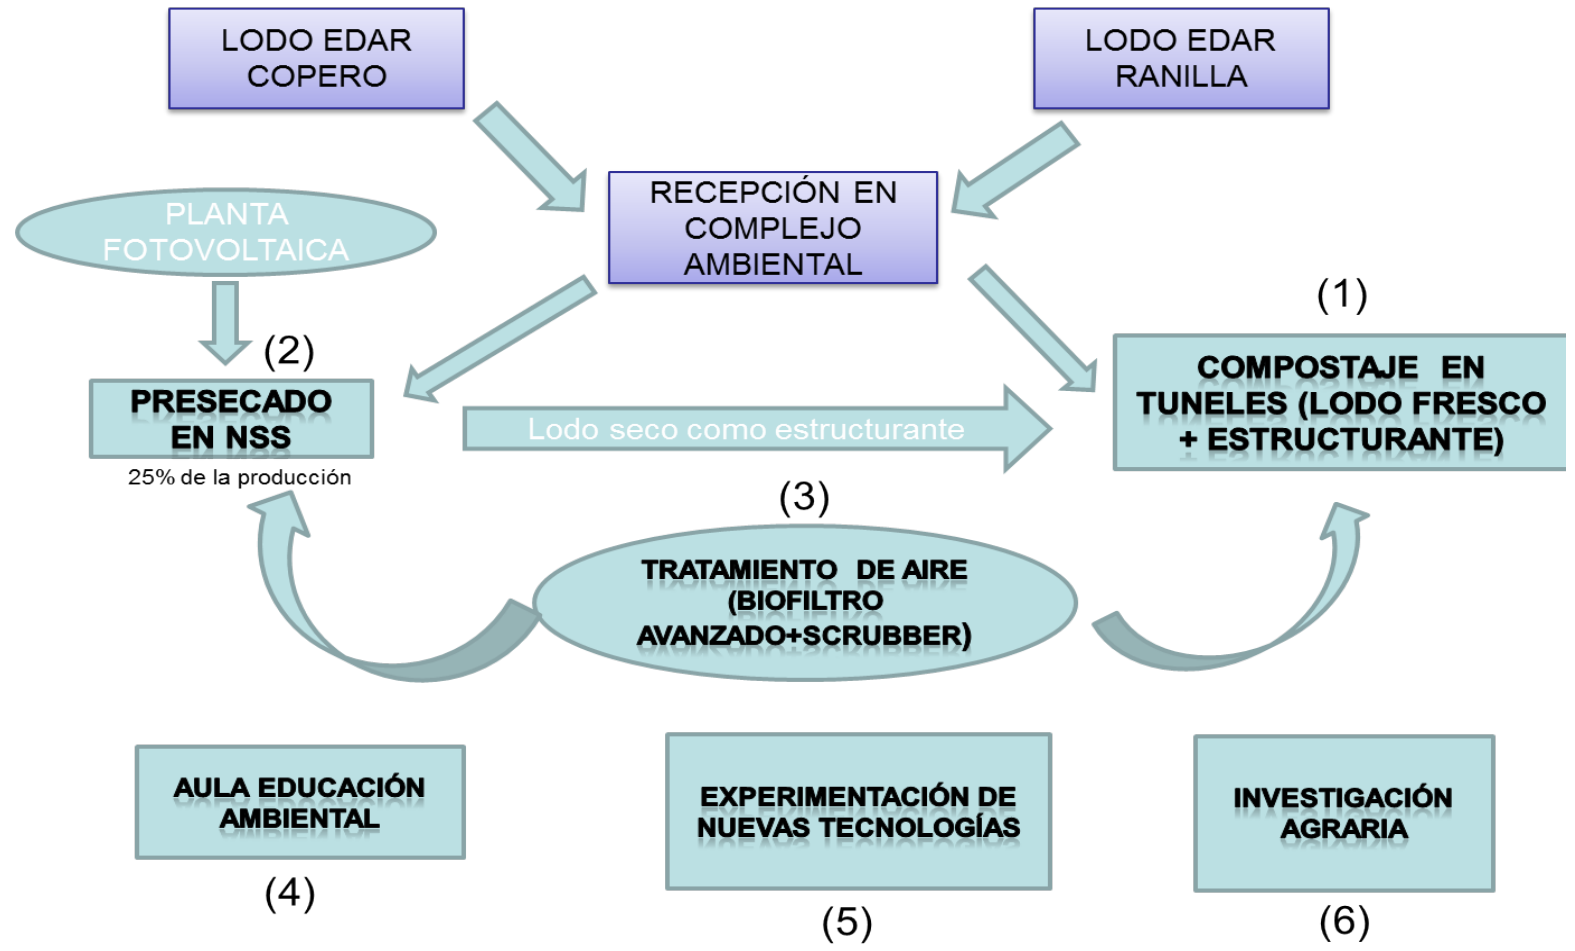 LODO EDAR
COPERO
LODO EDAR
RANILLA
RECEPCIÓN EN
COMPLEJO
AMBIENTAL
PLANTA
FOTOVOLTAICA
(1)
(2)
COMPOSTAJE EN
TUNELES (LODO FRESCO
+ ESTRUCTURANTE)
PRESECADO
EN NSS
25% de la producción
Lodo seco como estructurante
(3)
TRATAMIENTO DE AIRE
(BIOFILTRO
AVANZADO+SCRUBBER)
AULA EDUCACIÓN
AMBIENTAL
(4)
EXPERIMENTACIÓN DE
NUEVAS TECNOLOGÍAS
(5)
INVESTIGACIÓN
AGRARIA
(6)